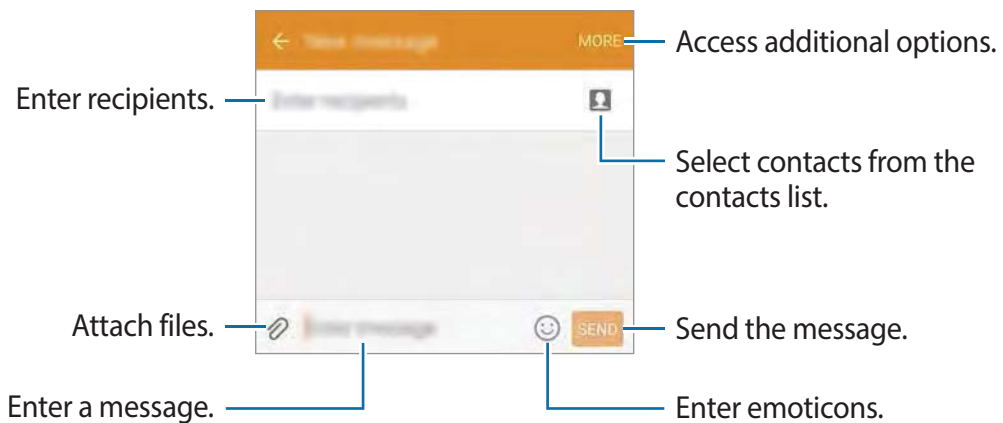 MORE
Access additional options.
Enter recipients.
Select contacts from the
contacts list.
Attach files.
SEND
Send the message.
Enter a message.
Enter emoticons.